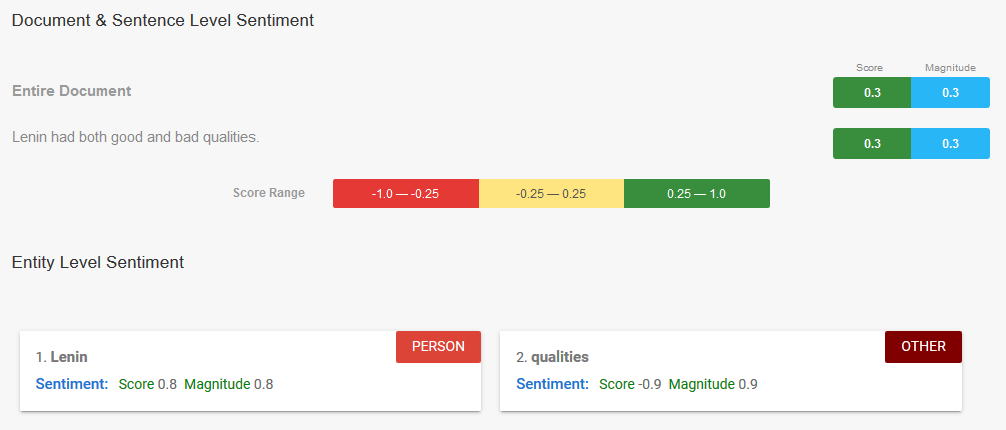 Document & Sentence Level Sentiment
Score Magnitude
Entire Document 0.3 0.3
Lenin had both good and bad qualities. 0.3 0.3
Score Range -1.0 — -0.25 -0.25 — 0.25 0.25 — 1.0
Entity Level Sentiment
1. Lenin PERSON
Sentiment: Score 0.8 Magnitude 0.8
2. qualities OTHER
Sentiment: Score -0.9 Magnitude 0.9